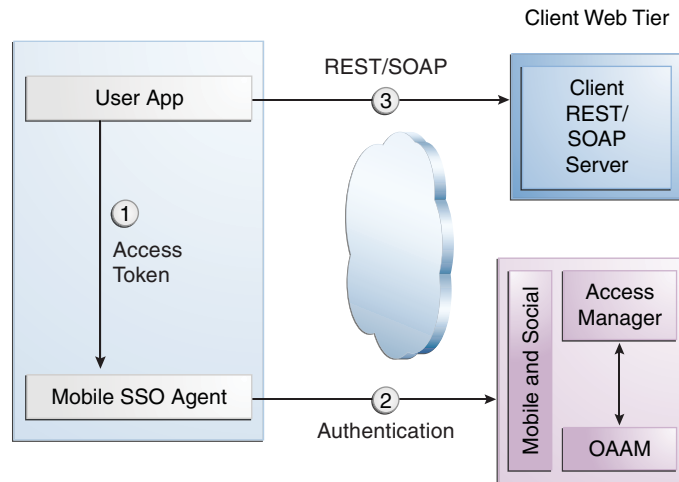 Client Web Tier
User App
REST/SOAP
3
Client
REST/
SOAP
Server
1
Access
Token
Mobile SSO Agent
2
Authentication
Mobile and Social
Access
Manager
OAAM